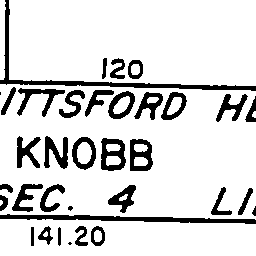 120
ITTSFORD HE
KNOBB
SEC. 4 LI
141.20